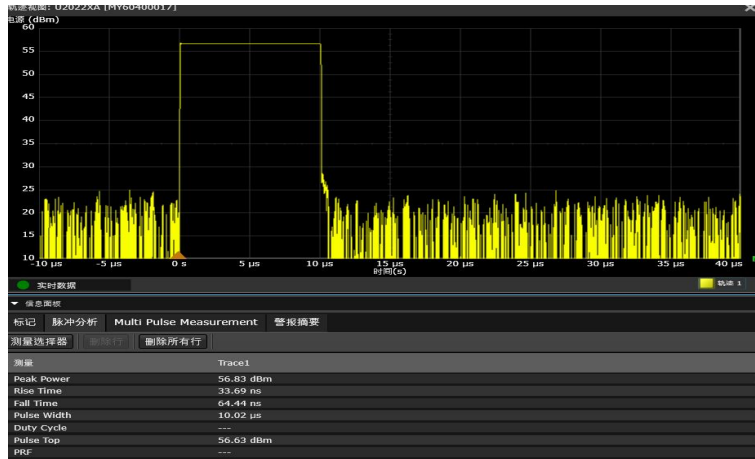 轨迹视图: U2022XA [MY60400017]
电源 (dBm)
60
55
50
45
40
35
30
25
20
15
10
-10 µs -5 µs 0 s 5 µs 10 µs 15 µs 20 µs 25 µs 30 µs 35 µs 40 µs
时间(s)
实时数据 轨迹 1
信息面板
标记 脉冲分析 Multi Pulse Measurement 警报摘要
测量选择器 删除行 删除所有行
测量 Trace1
Peak Power 56.83 dBm
Rise Time 33.69 ns
Fall Time 64.44 ns
Pulse Width 10.02 µs
Duty Cycle ---
Pulse Top 56.63 dBm
PRF ---